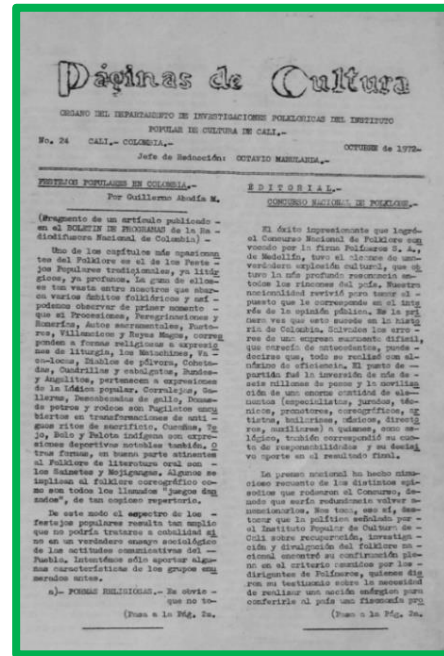 Páginas de Cultura
ORGANO DEL DEPARTAMENTO DE INVESTIGACIONES FOLKLORICAS DEL INSTITUTO
POPULAR DE CULTURA DE CALI.-
No. 24 CALI.- COLOMBIA.- OCTUBRE de 1972-
Jefe de Redacción: OCTAVIO MARULANDA.-
FESTEJOS POPULARES EN COLOMBIA.-
Por Guillermo Abadía M.
(Fragmento de un artículo publicado -
en el BOLETIN DE PROGRAMAS de la Ra-
diodifusora Nacional de Colombia) -
Uno de los capítulos más apasionan
tes del Folklore es el de los Feste -
jos Populares tradicionales, ya litúr
gicos, ya profanos. La gama de ellos-
es tan vasta entre nosotros que abar-
ca varios ámbitos folklóricos y así -
podemos observar de primer momento -
que si Procesiones, Peregrinaciones y
Romerías, Autos sacramentales, Pasto-
res, Villancicos y Reyes Magos, corres
ponden a formas religiosas o expresio
nes de liturgia, los Matachines, Va -
ca-locas, Diablos de pólvora, Coheta-
das, Cuadrillas y cabalgatas, Bundes-
y Angelitos, pertenecen a expresiones
de la Lúdica popular. Corralejas, Ga-
lleras, Descabezadas de gallo, Domas-
de potros y rodeos son Pugilatos encu
biertos en transformaciones de anti -
guos ritos de sacrificio. Cucañas, Te
jo, Bolo y Pelota indígena son expre-
siones deportivas notables también. O
tras formas, en buena parte atinentes
al Folklore de literatura oral son -
los Sainetes y Mojigangas. Algunos se
implican al folklore coreográfico co-
mo son todos los llamados "juegos dan
zados", de tan copioso repertorio.
De este modo el espectro de los -
festejos populares resulta tan amplio
que no podría tratarse a cabalidad si
no en un verdadero ensayo sociológico
de las actitudes comunicativas del --
Pueblo. Intentémos sólo aportar algu-
nas características de los grupos enu
merados antes.
a)- FORMAS RELIGIOSAS.- Es obvio -
que no to-
(Pasa a la Pág. 2a.
EDITORIAL.-
CONCURSO NACIONAL DE FOLKLORE.-
El éxito impresionante que logró-
el Concurso Nacional de Folklore con
vocado por la firma Polímeros S. A.,
de Medellín, tuvo el alcance de una-
verdadera explosión cultural, que ob
tuvo la más profunda resonancia en-
todos los rincones del país. Nuestra
nacionalidad revivió para tomar el -
puesto que le corresponde en el inte
rés de la opinión pública. Es la pri
mera vez que esto sucede en la histo
ria de Colombia. Salvados los erro -
res de una empresa sumamente difícil,
que carecía de antecedentes, puede -
decirse que, todo se realizó con el-
máximo de eficiencia. El punto de --
partida fué la inversión de más de -
seis millones de pesos y la moviliza
ción de una enorme cantidad de ele--
mentos (especialistas, jurados, téc-
nicos, promotores, coreográficos, ar
tistas, bailarines, músicos, directo
res, auxiliares) a quienes, como es-
lógico, también correspondió su cuo-
ta de responsabilidades y su decisi
vo aporte en el resultado final.
La prensa nacional ha hecho minu-
cioso recuento de los distintos epi-
sodios que rodearon el Concurso, de-
modo que sería redundancia volver a-
mencionarlos. Nos toca, eso sí, des-
tacar que la política señalada por -
el Instituto Popular de Cultura de -
Cali sobre recuperación, investiga -
ción y divulgación del folklore na -
cional encontró su confirmación ple-
na en el criterio asumidos por los -
dirigentes de Polímeros, quienes die
ron su testimonio sobre la necesidad
de realizar una acción enérgica para
conferirle al país una fisonomía pro
(Pasa a la Pág. 2a.